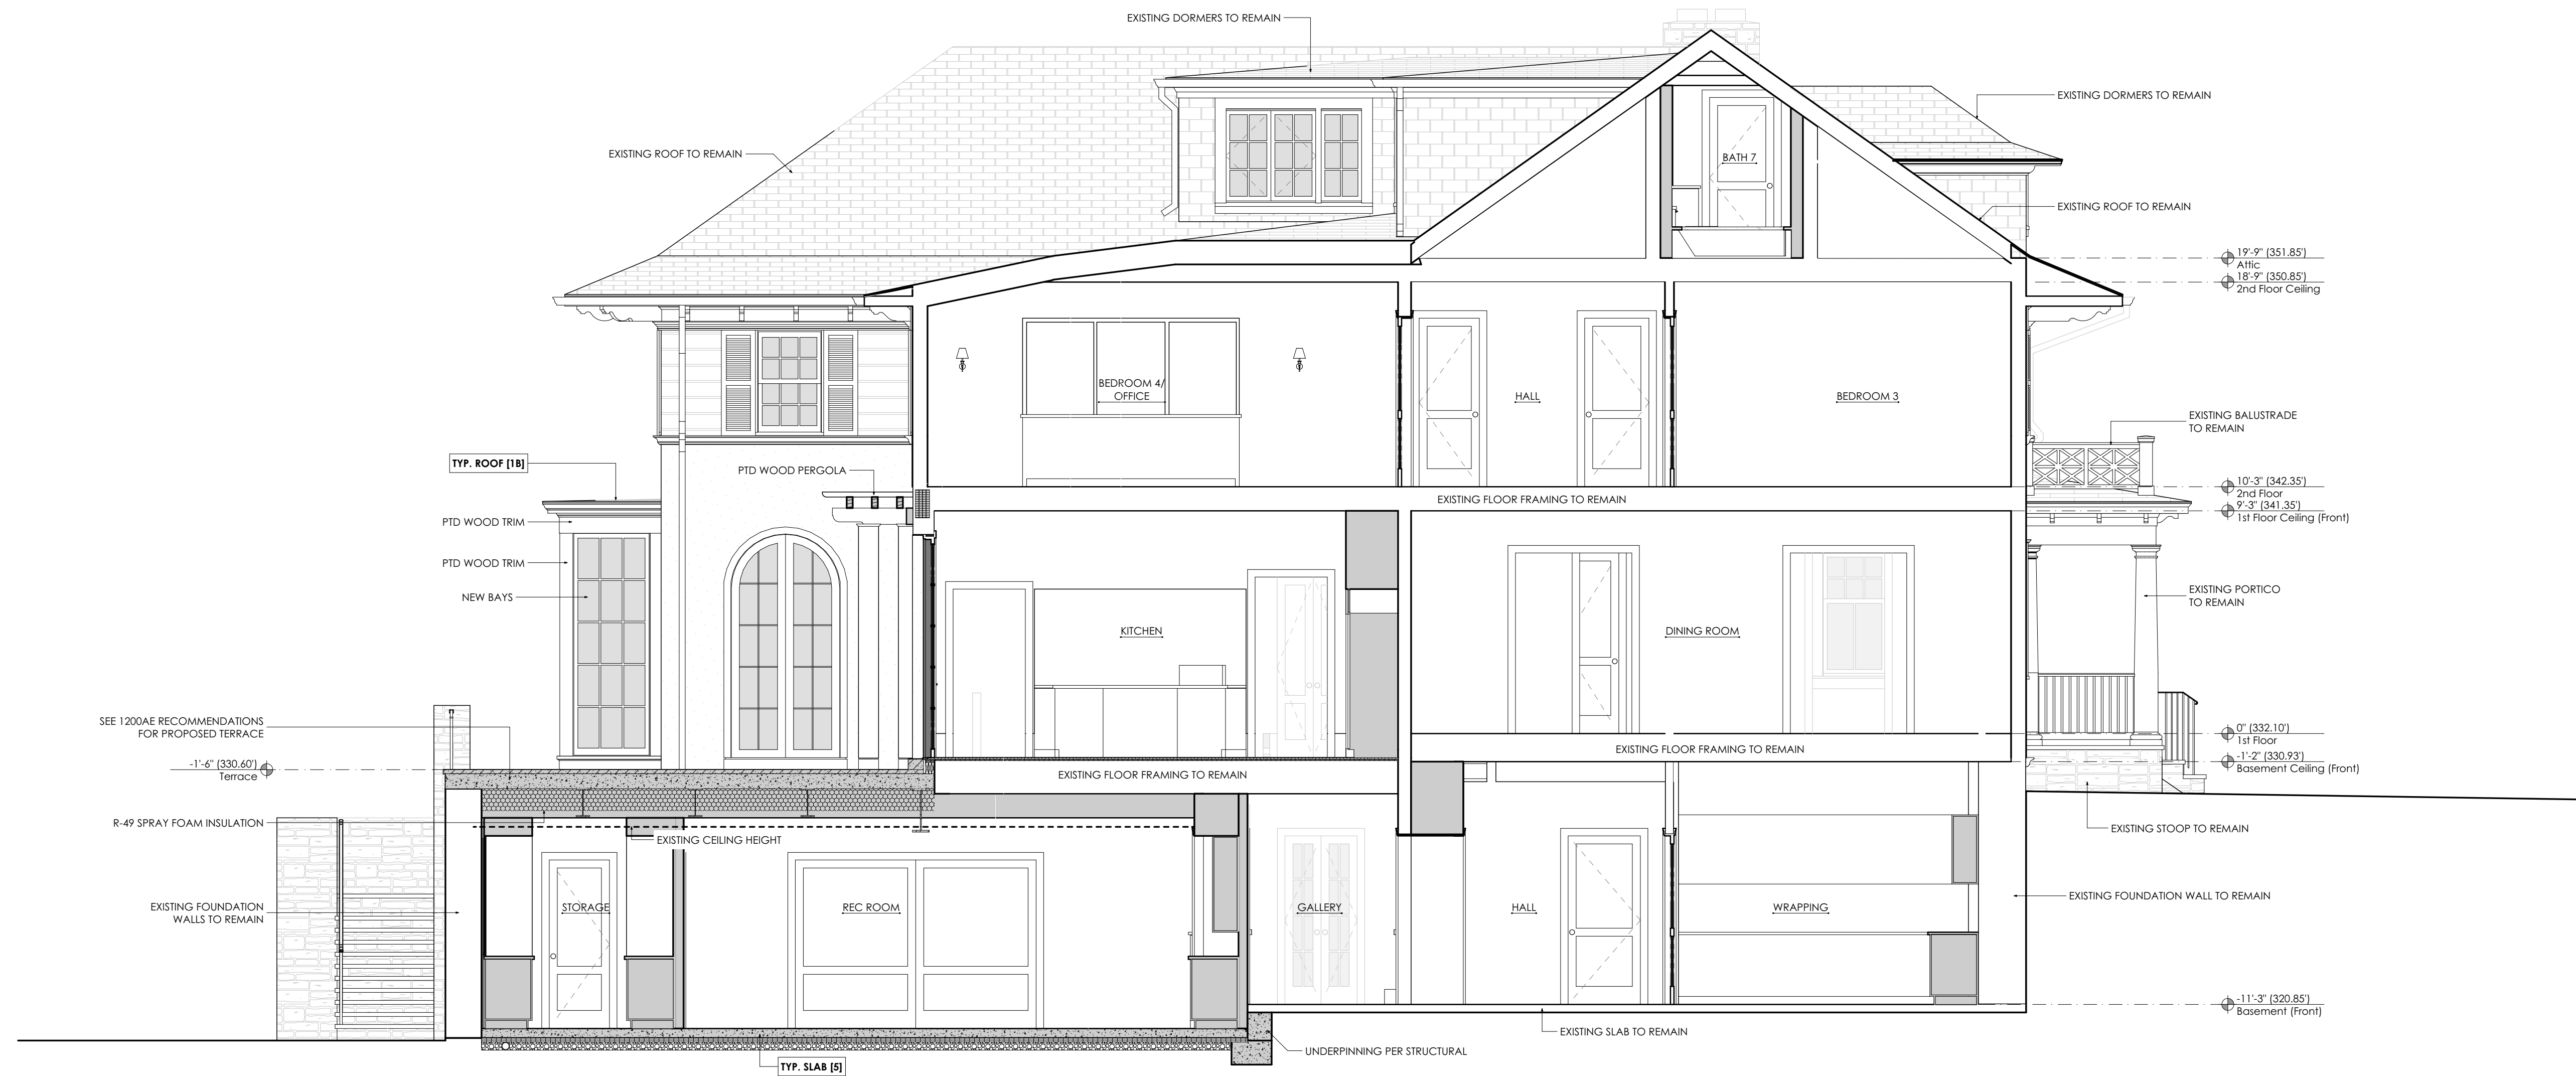 EXISTING DORMERS TO REMAIN
EXISTING DORMERS TO REMAIN
EXISTING ROOF TO REMAIN
BATH 7
EXISTING ROOF TO REMAIN
19'-9" (351.85')
Attic
18'-9" (350.85')
2nd Floor Ceiling
BEDROOM 4/
OFFICE
HALL
BEDROOM 3
EXISTING BALUSTRADE
TO REMAIN
TYP. ROOF [1B]
PTD WOOD PERGOLA
10'-3" (342.35')
2nd Floor
9'-3" (341.35')
1st Floor Ceiling (Front)
EXISTING FLOOR FRAMING TO REMAIN
PTD WOOD TRIM
PTD WOOD TRIM
NEW BAYS
EXISTING PORTICO
TO REMAIN
KITCHEN
DINING ROOM
SEE 1200AE RECOMMENDATIONS
FOR PROPOSED TERRACE
0" (332.10')
1st Floor
-1'-2" (330.93')
Basement Ceiling (Front)
EXISTING FLOOR FRAMING TO REMAIN
-1'-6" (330.60')
Terrace
EXISTING FLOOR FRAMING TO REMAIN
R-49 SPRAY FOAM INSULATION
EXISTING CEILING HEIGHT
EXISTING STOOP TO REMAIN
EXISTING FOUNDATION
WALLS TO REMAIN
STORAGE
REC ROOM
GALLERY
HALL
WRAPPING
EXISTING FOUNDATION WALL TO REMAIN
-11'-3" (320.85')
Basement (Front)
EXISTING SLAB TO REMAIN
UNDERPINNING PER STRUCTURAL
TYP. SLAB [5]